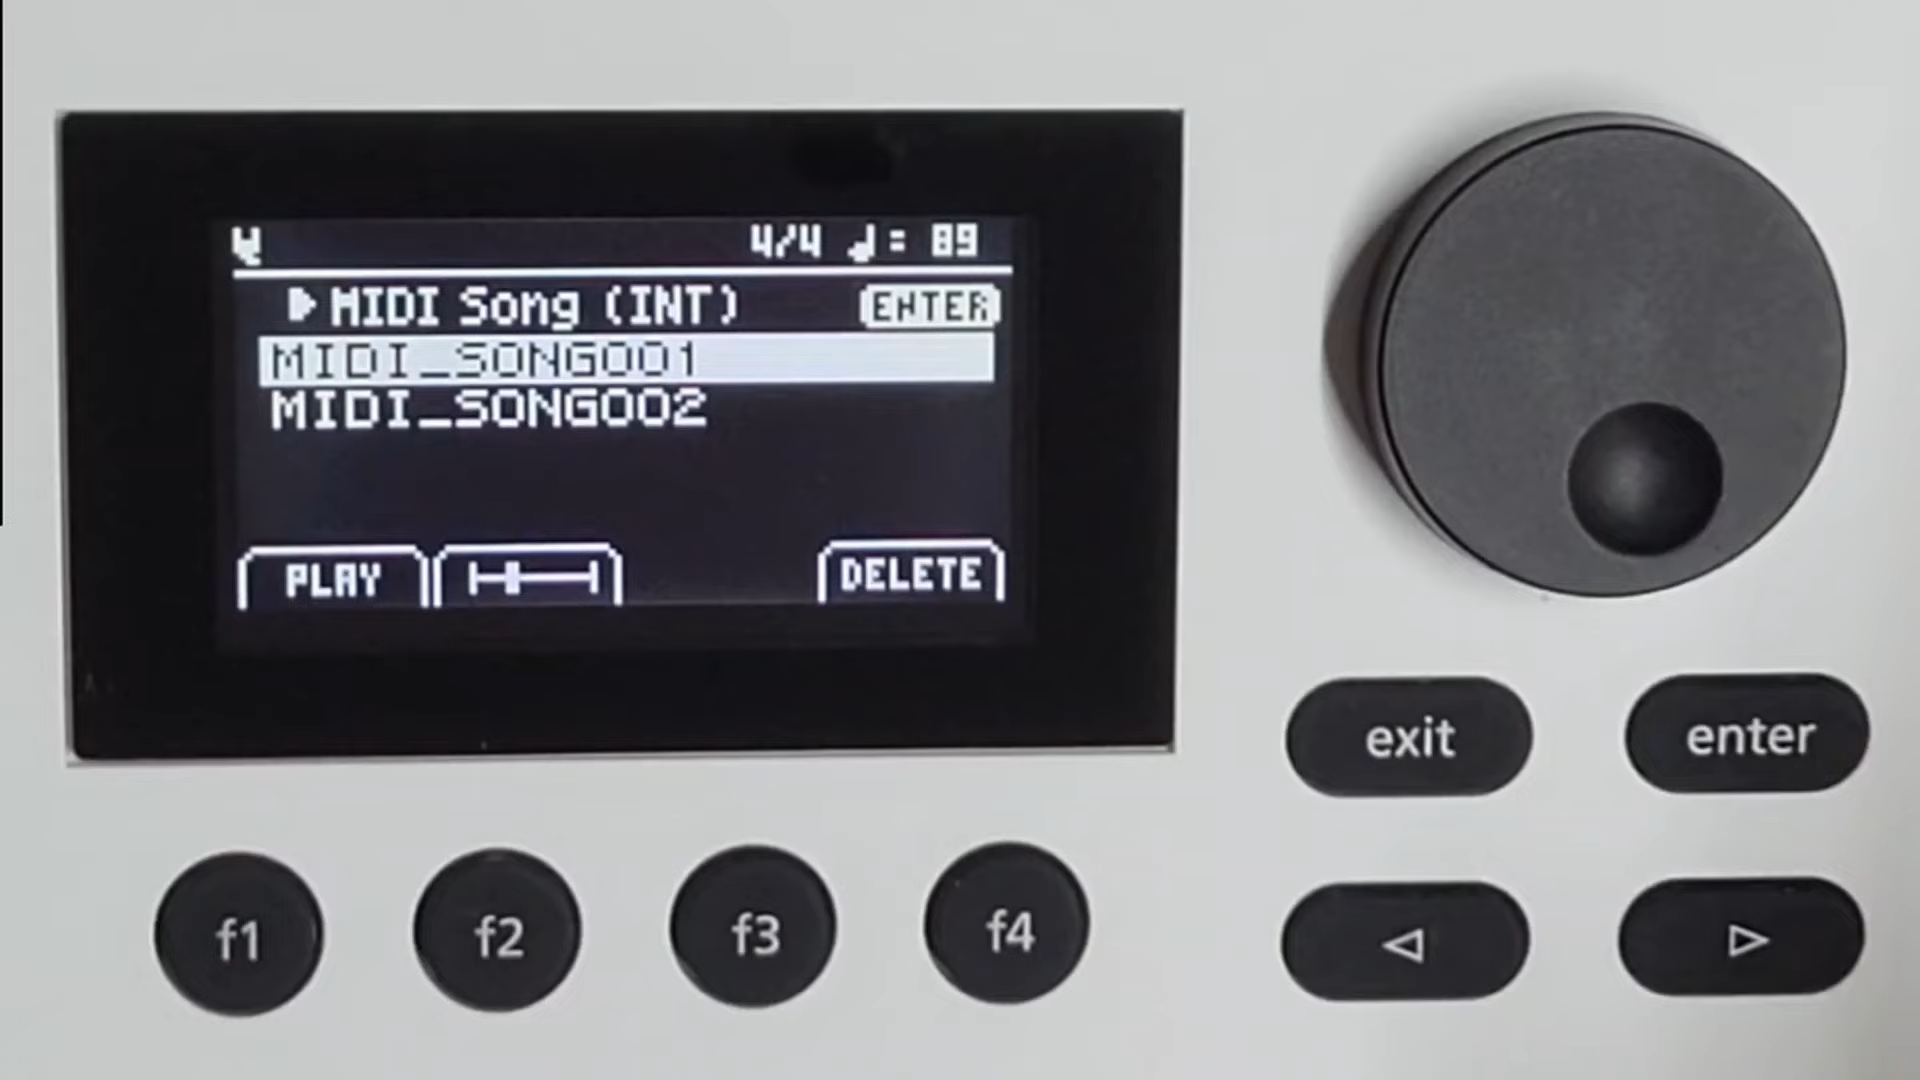 4/4 ♩= 89
▶MIDI Song (INT) ENTER
MIDI_SONG001
MIDI_SONG002
PLAY DELETE
exit enter
f1 f2 f3 f4